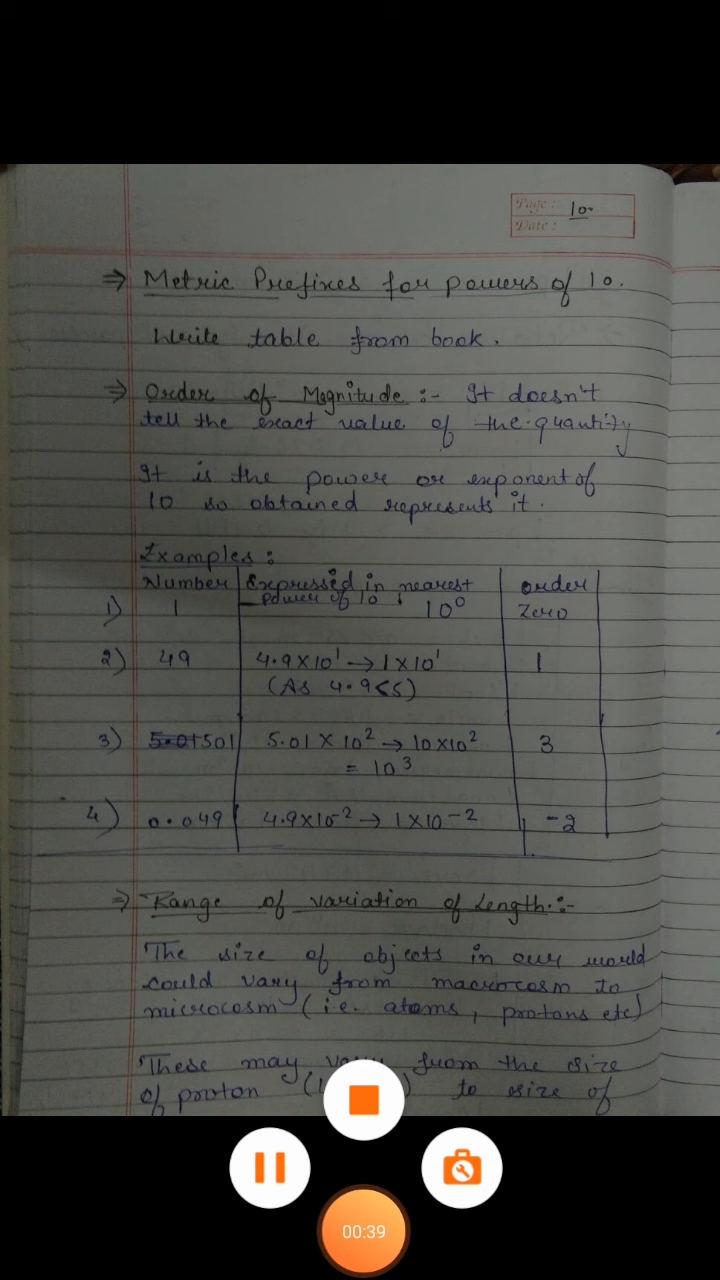 Page: 10.
Date:
⇒ Metric Prefixes for powers of 10.
Write table from book.
⇒ Order of Magnitude :- It doesn't
tell the exact value of the quantity
It is the power or exponent of
10 so obtained represents it.
Examples:
Number Expressed in nearest power of 10. Order
1) 1 10⁰ Zero
2) 49 4.9×10¹ → 1×10¹ 1
(As 4.9<5)
3) 501 5.01 × 10² → 10×10² 3
= 10³
4) 0.049 4.9×10⁻² → 1×10⁻² -2
⇒ Range of variation of Length:-
The size of objects in our world
could vary from macrocosm to
microcosm (i.e. atoms, protons etc)
These may vary from the size
of proton ( ) to size of
00:39